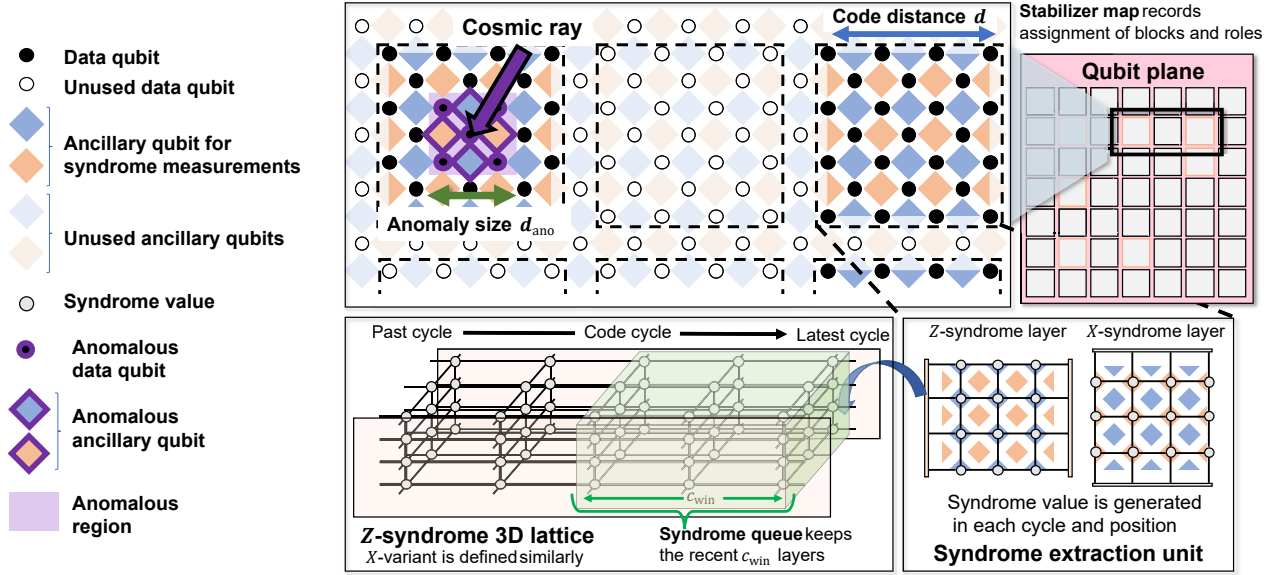 Data qubit
Unused data qubit
Ancillary qubit for
syndrome measurements
Unused ancillary qubits
Syndrome value
Anomalous
data qubit
Anomalous
ancillary qubit
Anomalous
region
Cosmic ray
Anomaly size d_ano
Code distance d
Stabilizer map records
assignment of blocks and roles
Qubit plane
Past cycle
Code cycle
Latest cycle
c_win
Z-syndrome 3D lattice
X-variant is defined similarly
Syndrome queue keeps
the recent c_win layers
Z-syndrome layer
X-syndrome layer
Syndrome value is generated
in each cycle and position
Syndrome extraction unit